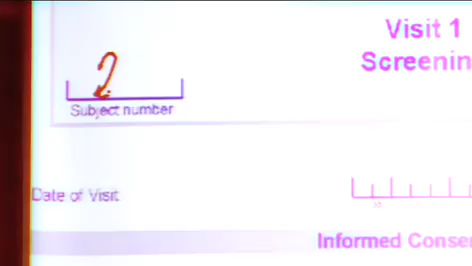 Visit 1
Screenin
2
Subject number
Date of Visit
Informed Conse